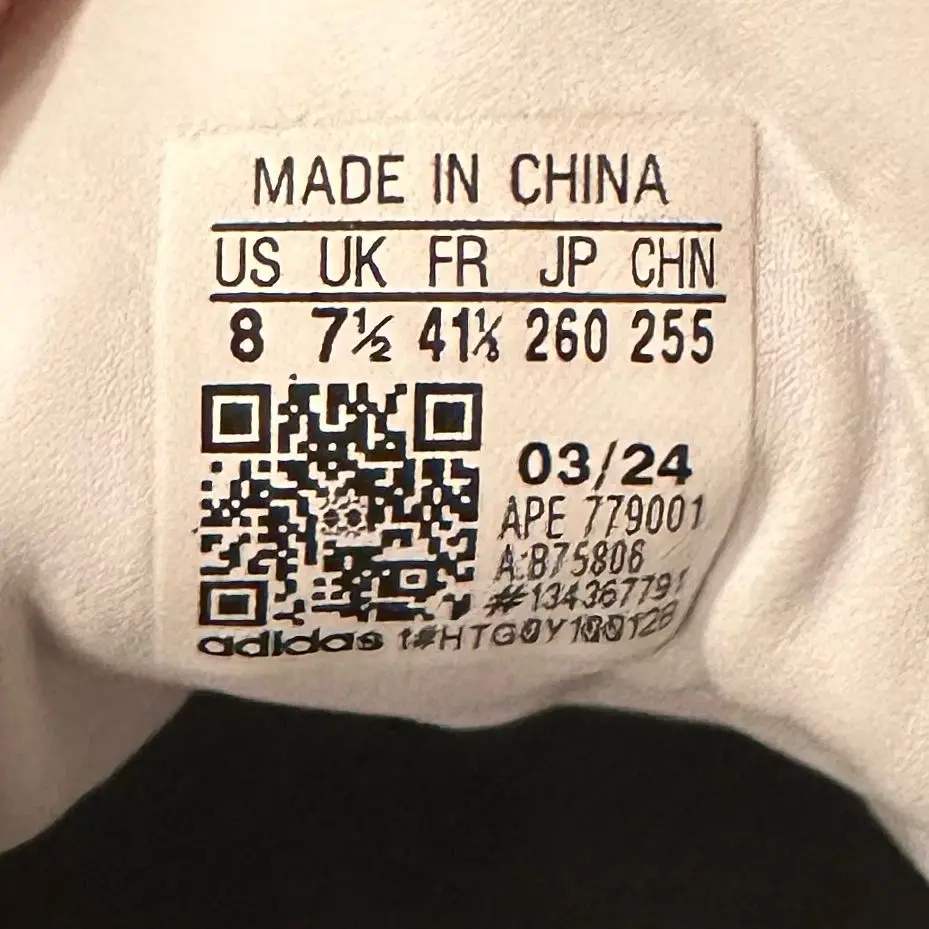 MADE IN CHINA
US UK FR JP CHN
8 7½ 41⅓ 260 255
03/24
APE 779001
A:B75806
#134367791
adidas